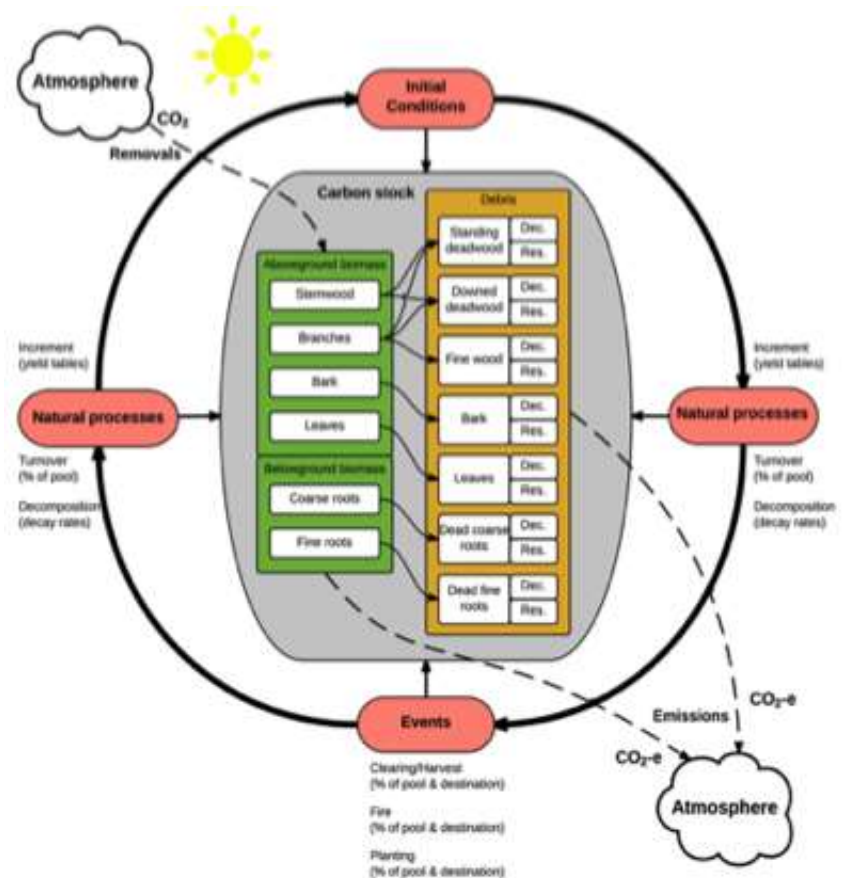 Atmosphere
CO₂
Removals
Initial
Conditions
Carbon stock
Debris
Aboveground biomass
Stemwood
Branches
Bark
Leaves
Belowground biomass
Coarse roots
Fine roots
Standing
deadwood
Dec.
Res.
Downed
deadwood
Dec.
Res.
Fine wood
Dec.
Res.
Bark
Dec.
Res.
Leaves
Dec.
Res.
Dead coarse
roots
Dec.
Res.
Dead fine
roots
Dec.
Res.
Increment
(yield tables)
Natural processes
Turnover
(% of pool)
Decomposition
(decay rates)
Increment
(yield tables)
Natural processes
Turnover
(% of pool)
Decomposition
(decay rates)
Events
Clearing/Harvest
(% of pool & destination)
Fire
(% of pool & destination)
Planting
(% of pool & destination)
Emissions
CO₂-e
CO₂-e
Atmosphere